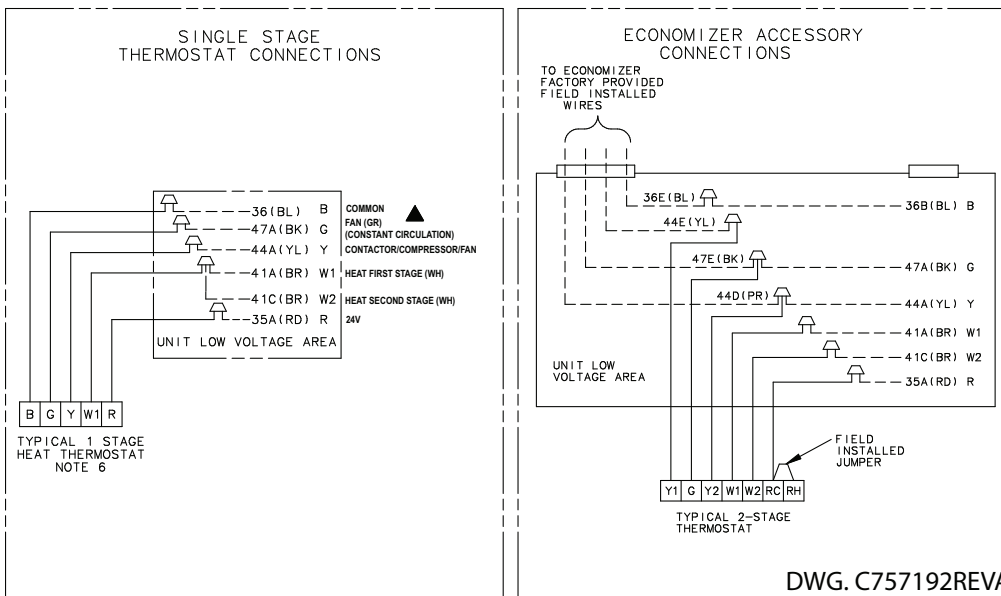 SINGLE STAGE
THERMOSTAT CONNECTIONS
36(BL) B COMMON
47A(BK) G FAN (GR)
(CONSTANT CIRCULATION)
44A(YL) Y CONTACTOR/COMPRESSOR/FAN
41A(BR) W1 HEAT FIRST STAGE (WH)
41C(BR) W2 HEAT SECOND STAGE (WH)
35A(RD) R 24V
UNIT LOW VOLTAGE AREA
B G Y W1 R
TYPICAL 1 STAGE
HEAT THERMOSTAT
NOTE 6
ECONOMIZER ACCESSORY
CONNECTIONS
TO ECONOMIZER
FACTORY PROVIDED
FIELD INSTALLED
WIRES
36E(BL) 36B(BL) B
44E(YL)
47E(BK) 47A(BK) G
44D(PR) 44A(YL) Y
41A(BR) W1
41C(BR) W2
35A(RD) R
UNIT LOW
VOLTAGE AREA
FIELD
INSTALLED
JUMPER
Y1 G Y2 W1 W2 RC RH
TYPICAL 2-STAGE
THERMOSTAT